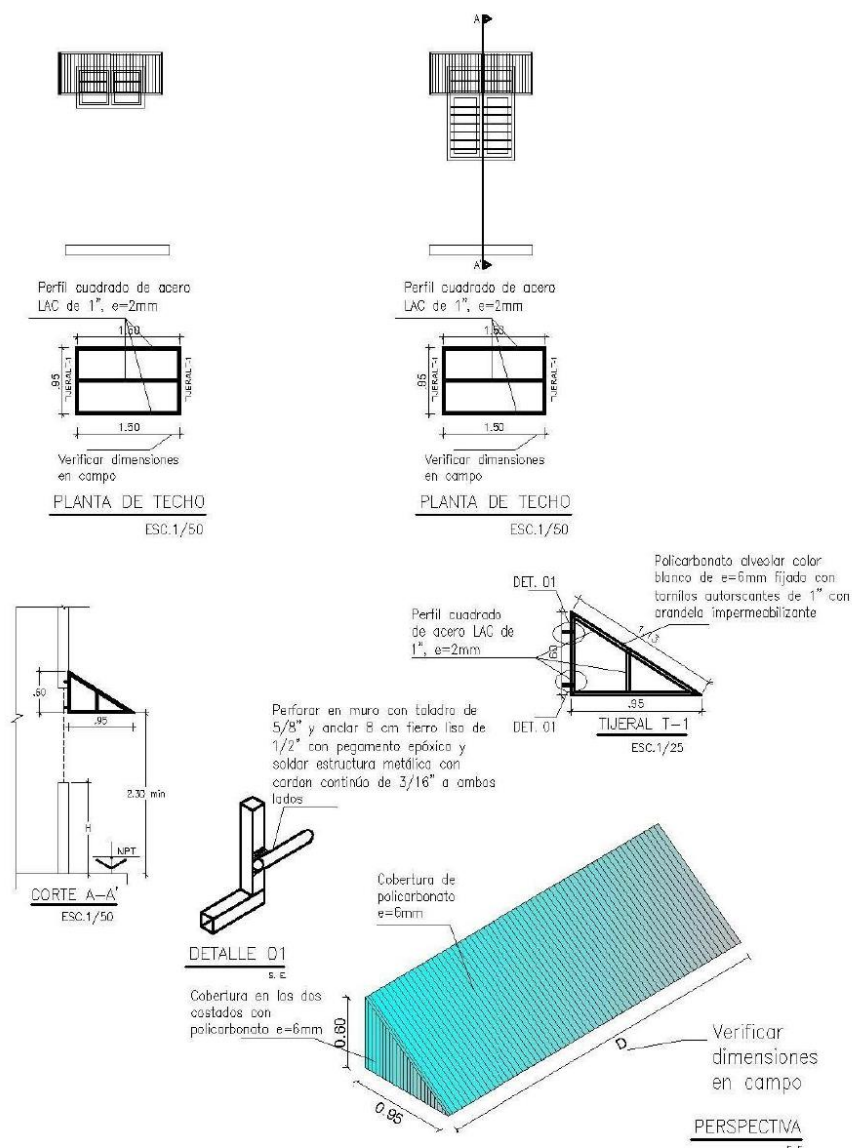 A
Perfil cuadrado de acero
LAC de 1", e=2mm
1.50
.95
TIJERAL T-1
TIJERAL T-1
1.50
Verificar dimensiones
en campo
PLANTA DE TECHO
ESC.1/50
A'
Perfil cuadrado de acero
LAC de 1", e=2mm
1.50
.95
TIJERAL T-1
TIJERAL T-1
1.50
Verificar dimensiones
en campo
PLANTA DE TECHO
ESC.1/50
.60
.95
2.30 min
H
NPT
CORTE A-A'
ESC.1/50
DET. 01
Policarbonato alveolar color
blanco de e=6mm fijado con
tornilos autorscantes de 1" con
arandela impermeabilizante
Perfil cuadrado
de acero LAC de
1", e=2mm
1.13
.60
.95
DET. 01
TIJERAL T-1
ESC.1/25
Perforar en muro con taladro de
5/8" y anclar 8 cm fierro liso de
1/2" con pegamento epóxico y
soldar estructura metálica con
cordon continúo de 3/16" a ambos
lados
DETALLE 01
S. E.
Cobertura de
policarbonato
e=6mm
Cobertura en los dos
costados con
policarbonato e=6mm
0.60
0.95
D
Verificar
dimensiones
en campo
PERSPECTIVA